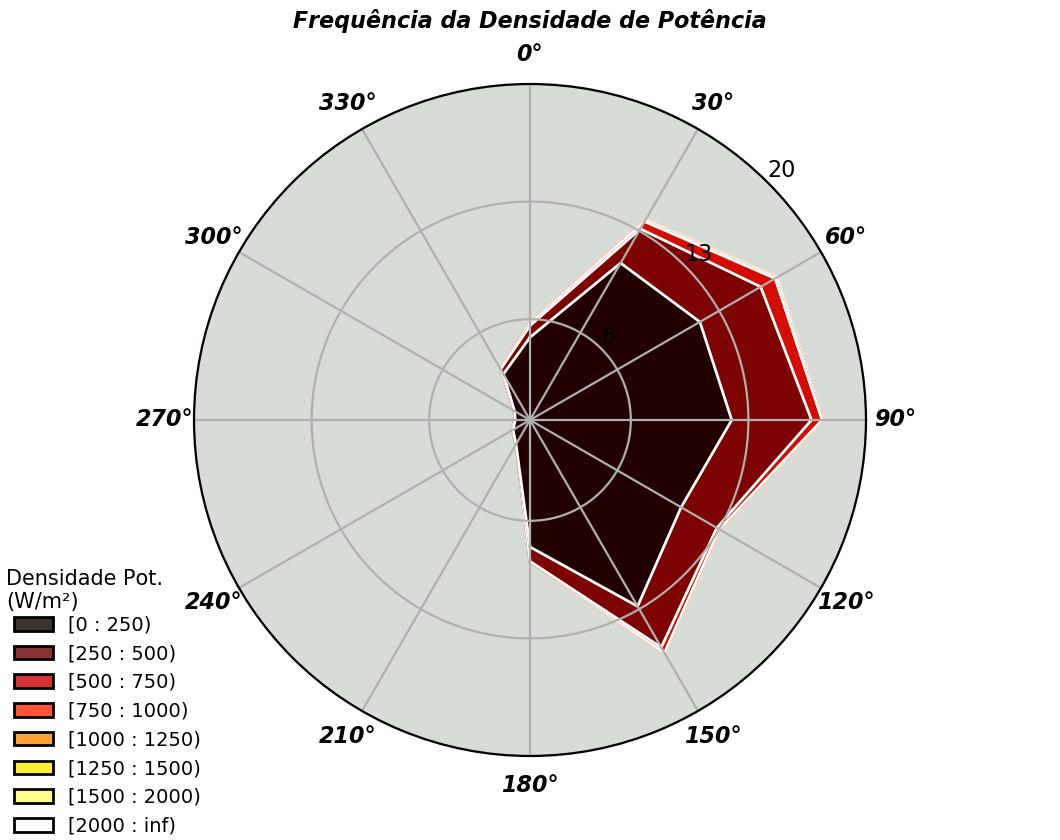 Frequência da Densidade de Potência
0°
330°
30°
20
300°
60°
13
6
270°
90°
240°
120°
210°
150°
180°
Densidade Pot.
(W/m²)
[0 : 250)
[250 : 500)
[500 : 750)
[750 : 1000)
[1000 : 1250)
[1250 : 1500)
[1500 : 2000)
[2000 : inf)